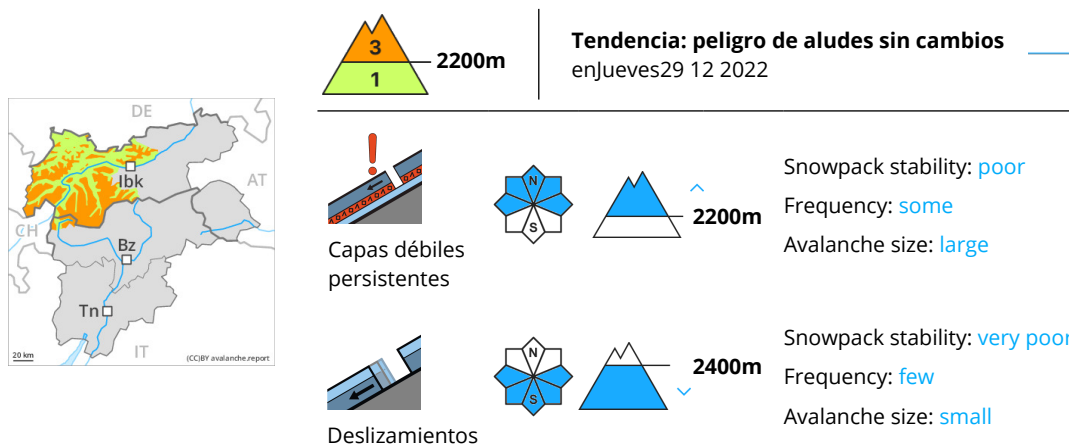 3
1
2200m
Tendencia: peligro de aludes sin cambios
enJueves29 12 2022
DE
AT
CH
IT
Ibk
Bz
Tn
20 km
(CC)BY avalanche.report
N
S
2200m
Capas débiles
persistentes
Snowpack stability: poor
Frequency: some
Avalanche size: large
N
S
2400m
Deslizamientos
Snowpack stability: very poor
Frequency: few
Avalanche size: small